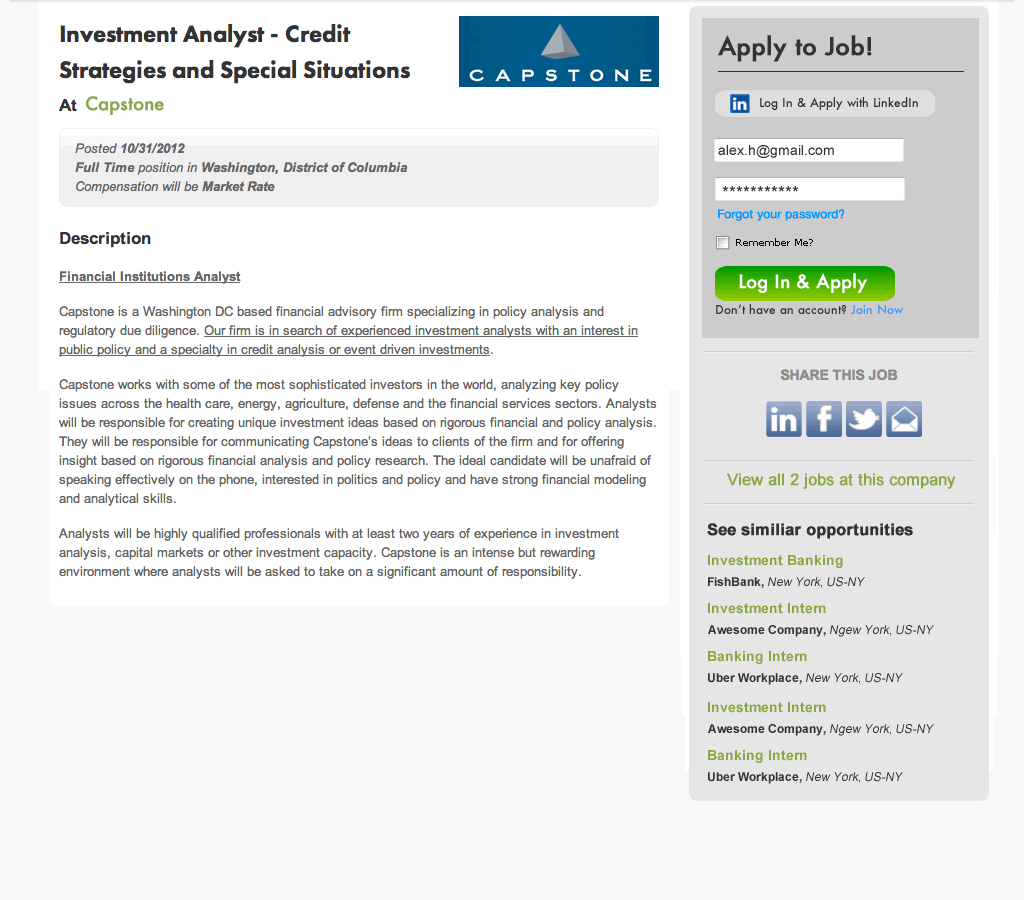 Investment Analyst - Credit
Strategies and Special Situations
At Capstone
CAPSTONE
Posted 10/31/2012
Full Time position in Washington, District of Columbia
Compensation will be Market Rate
Description
Financial Institutions Analyst
Capstone is a Washington DC based financial advisory firm specializing in policy analysis and
regulatory due diligence. Our firm is in search of experienced investment analysts with an interest in
public policy and a specialty in credit analysis or event driven investments.
Capstone works with some of the most sophisticated investors in the world, analyzing key policy
issues across the health care, energy, agriculture, defense and the financial services sectors. Analysts
will be responsible for creating unique investment ideas based on rigorous financial and policy analysis.
They will be responsible for communicating Capstone's ideas to clients of the firm and for offering
insight based on rigorous financial analysis and policy research. The ideal candidate will be unafraid of
speaking effectively on the phone, interested in politics and policy and have strong financial modeling
and analytical skills.
Analysts will be highly qualified professionals with at least two years of experience in investment
analysis, capital markets or other investment capacity. Capstone is an intense but rewarding
environment where analysts will be asked to take on a significant amount of responsibility.
Apply to Job!
in Log In & Apply with LinkedIn
alex.h@gmail.com
***********
Forgot your password?
Remember Me?
Log In & Apply
Don't have an account? Join Now
SHARE THIS JOB
in f
View all 2 jobs at this company
See similiar opportunities
Investment Banking
FishBank, New York, US-NY
Investment Intern
Awesome Company, Ngew York, US-NY
Banking Intern
Uber Workplace, New York, US-NY
Investment Intern
Awesome Company, Ngew York, US-NY
Banking Intern
Uber Workplace, New York, US-NY